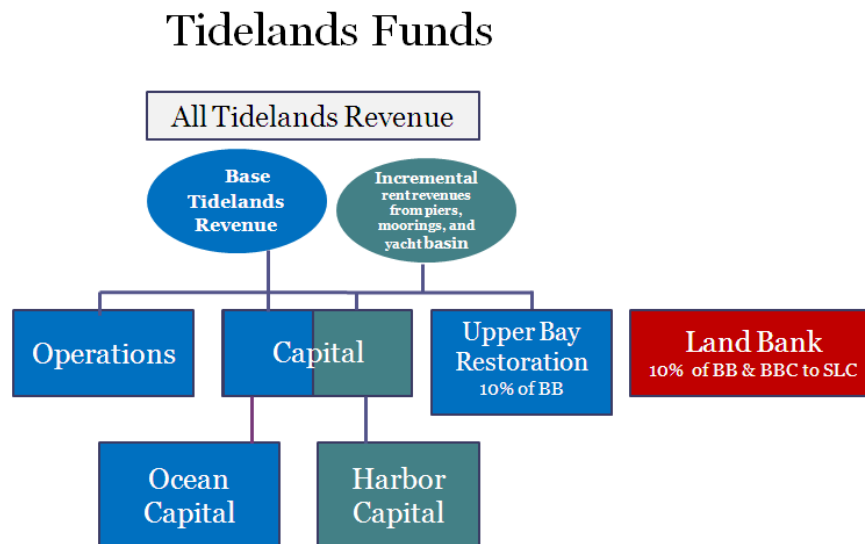 Tidelands Funds
All Tidelands Revenue
Base
Tidelands
Revenue
Incremental
rent revenues
from piers,
moorings, and
yacht basin
Operations
Capital
Upper Bay
Restoration
10% of BB
Land Bank
10% of BB & BBC to SLC
Ocean
Capital
Harbor
Capital